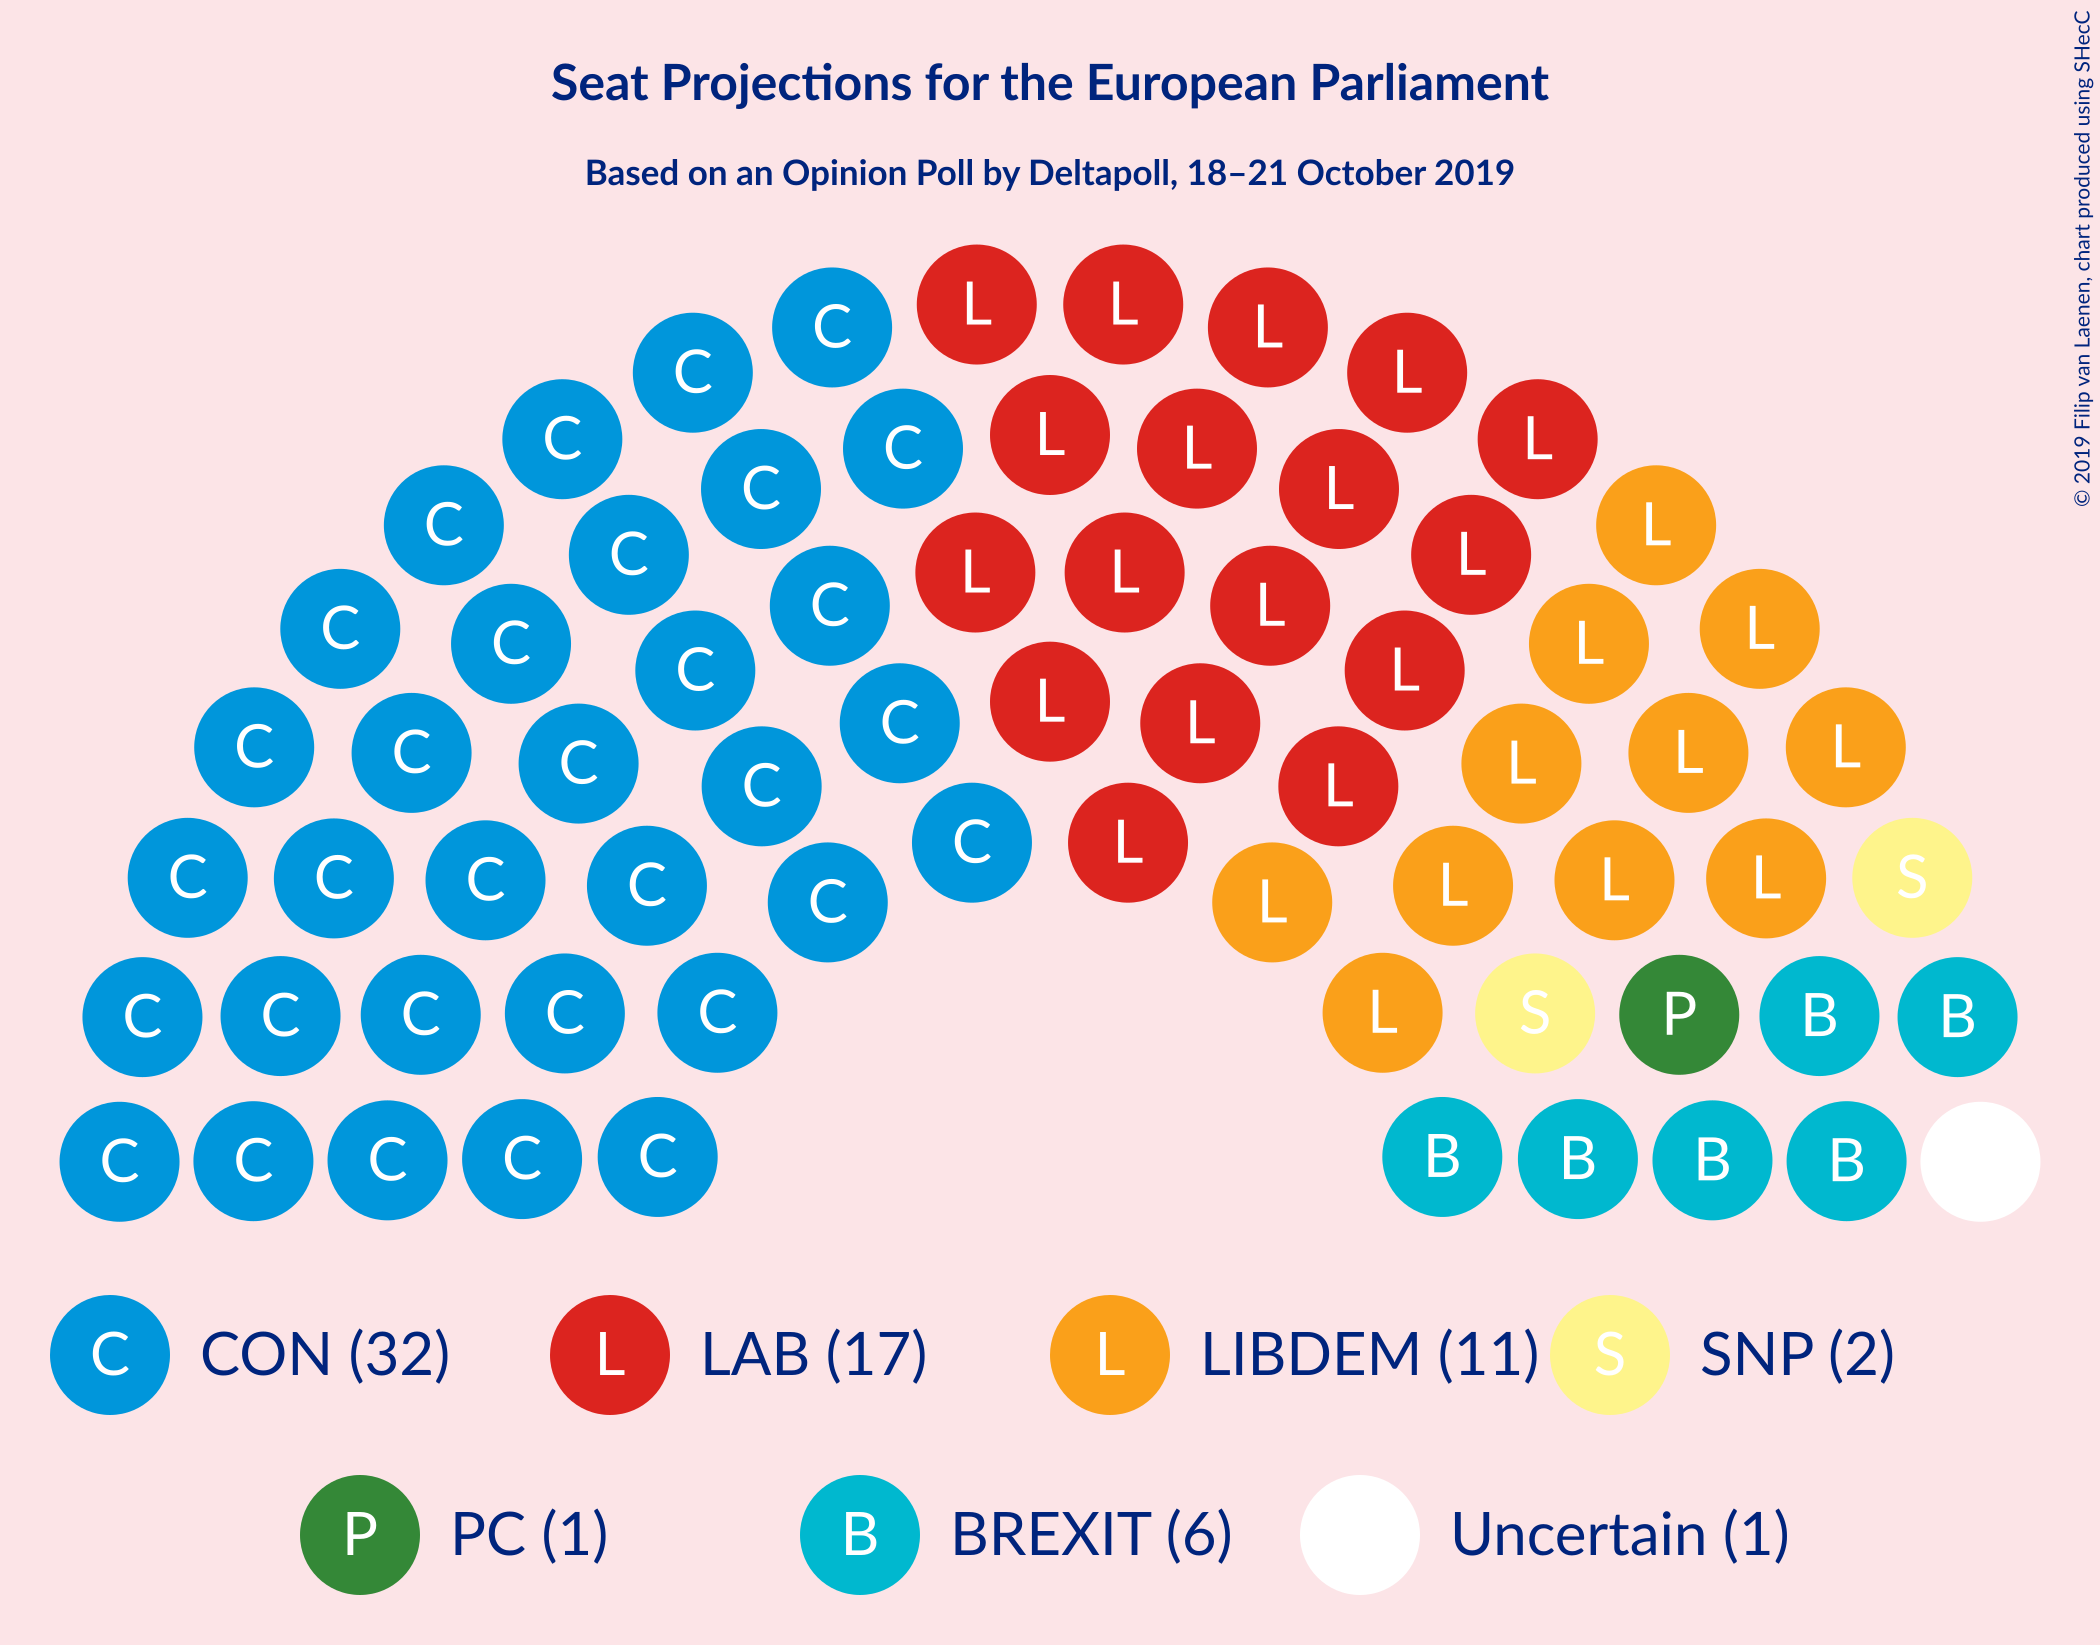 Seat Projections for the European Parliament
Based on an Opinion Poll by Deltapoll, 18–21 October 2019
© 2019 Filip van Laenen, chart produced using SHecC
L L
C L
C L
C L
C L
C L
C L
C L
C L
C L
L L
C L
C L
C L
C L
C L
C L L
C C L L
C L
C L
C L
C C C C C L L L L S
C C C C C L S P B B
C C C C C B B B B
C CON (32) L LAB (17) L LIBDEM (11) S SNP (2)
P PC (1) B BREXIT (6) Uncertain (1)